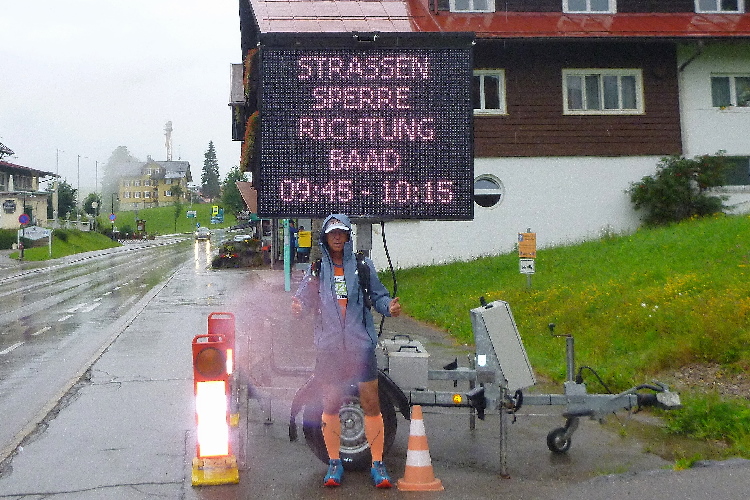 STRASSEN
SPERRE
RICHTUNG
BAAD
09:45 - 10:15